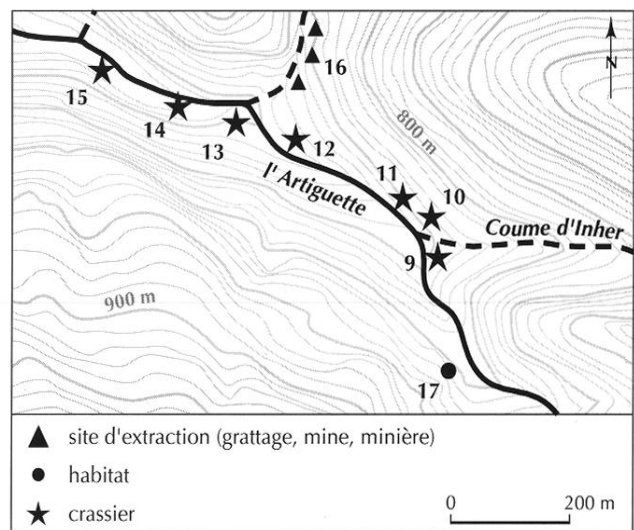 16
N
15
14
13
12
800 m
l'Artiguette
11
10
Coume d'Inher
9
900 m
17
site d'extraction (grattage, mine, minière)
habitat
crassier
0
200 m